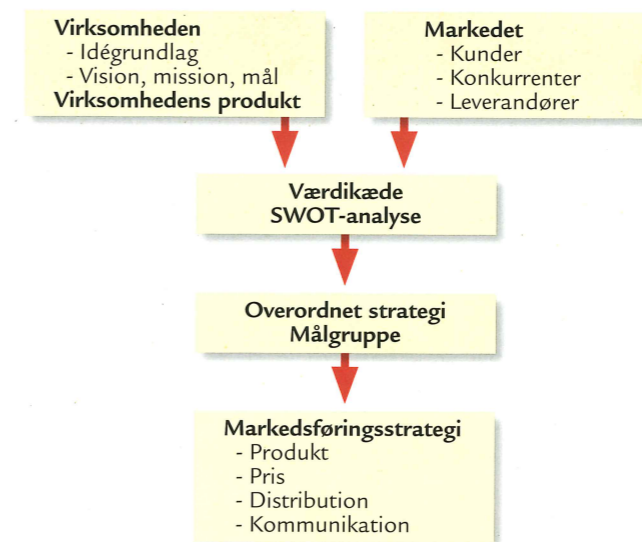 Virksomheden
- Idégrundlag
- Vision, mission, mål
Virksomhedens produkt
Markedet
- Kunder
- Konkurrenter
- Leverandører
Værdikæde
SWOT-analyse
Overordnet strategi
Målgruppe
Markedsføringsstrategi
- Produkt
- Pris
- Distribution
- Kommunikation